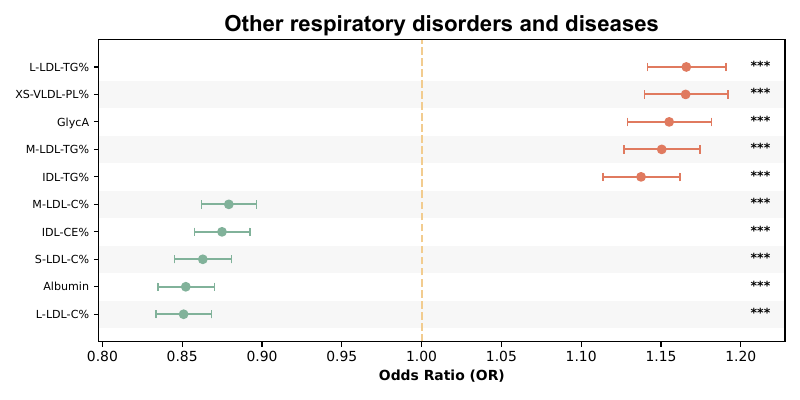 Other respiratory disorders and diseases
L-LDL-TG% ***
XS-VLDL-PL% ***
GlycA ***
M-LDL-TG% ***
IDL-TG% ***
M-LDL-C% ***
IDL-CE% ***
S-LDL-C% ***
Albumin ***
L-LDL-C% ***
0.80 0.85 0.90 0.95 1.00 1.05 1.10 1.15 1.20
Odds Ratio (OR)